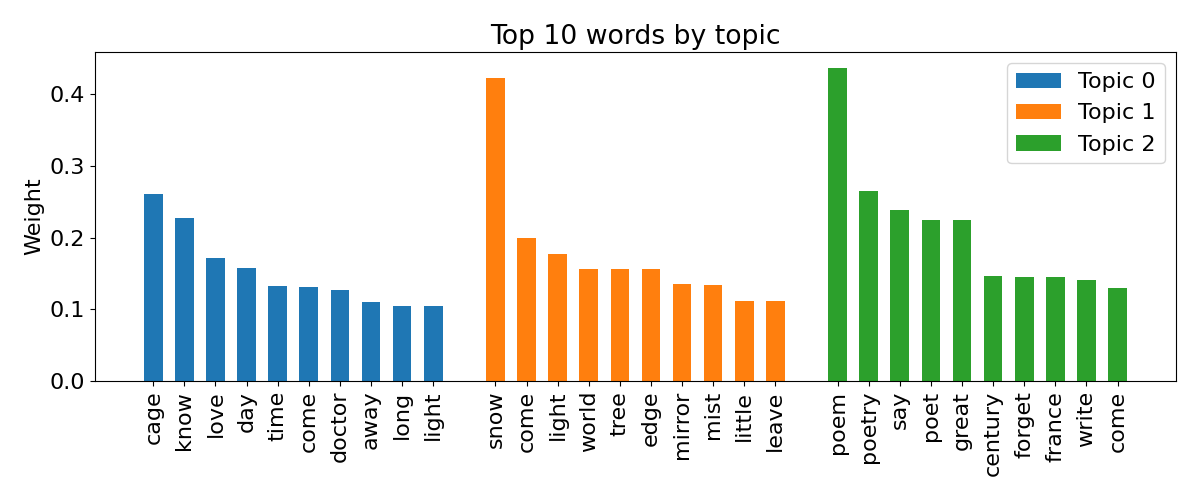 Top 10 words by topic
Weight
0.4
0.3
0.2
0.1
0.0
Topic 0
Topic 1
Topic 2
cage
know
love
day
time
come
doctor
away
long
light
snow
come
light
world
tree
edge
mirror
mist
little
leave
poem
poetry
say
poet
great
century
forget
france
write
come